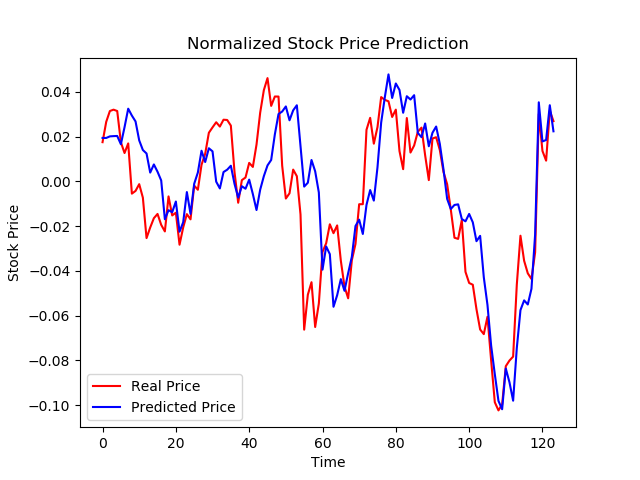 Normalized Stock Price Prediction
0.04
0.02
0.00
−0.02
−0.04
−0.06
−0.08
−0.10
Stock Price
Real Price
Predicted Price
0 20 40 60 80 100 120
Time